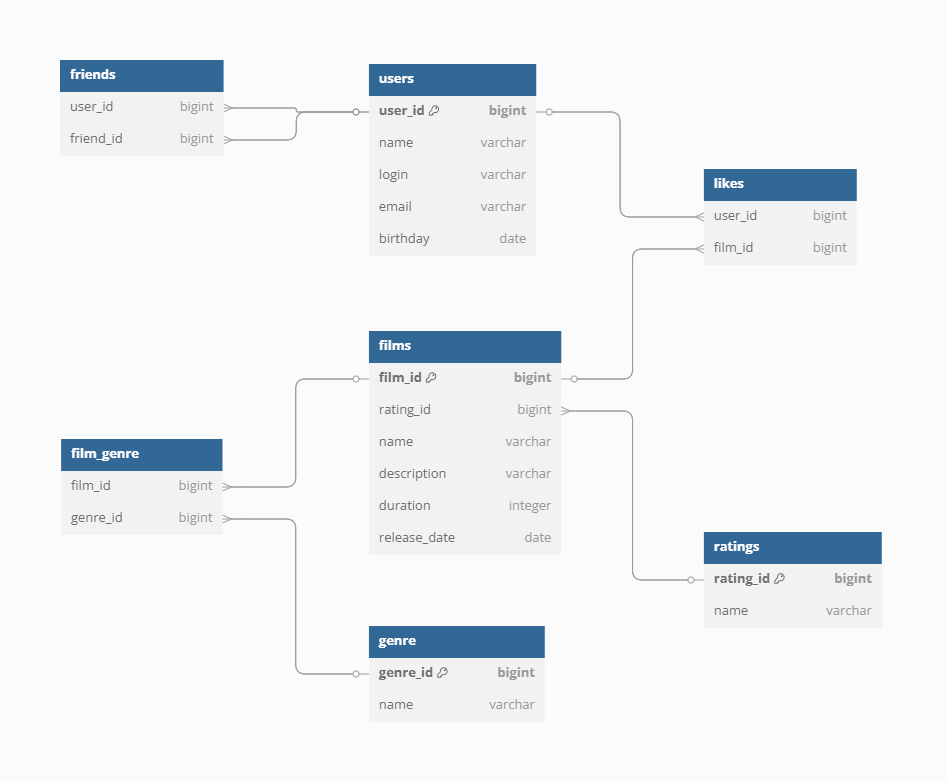 friends
user_id bigint
friend_id bigint
users
user_id bigint
name varchar
login varchar
email varchar
birthday date
likes
user_id bigint
film_id bigint
films
film_id bigint
rating_id bigint
name varchar
description varchar
duration integer
release_date date
film_genre
film_id bigint
genre_id bigint
ratings
rating_id bigint
name varchar
genre
genre_id bigint
name varchar